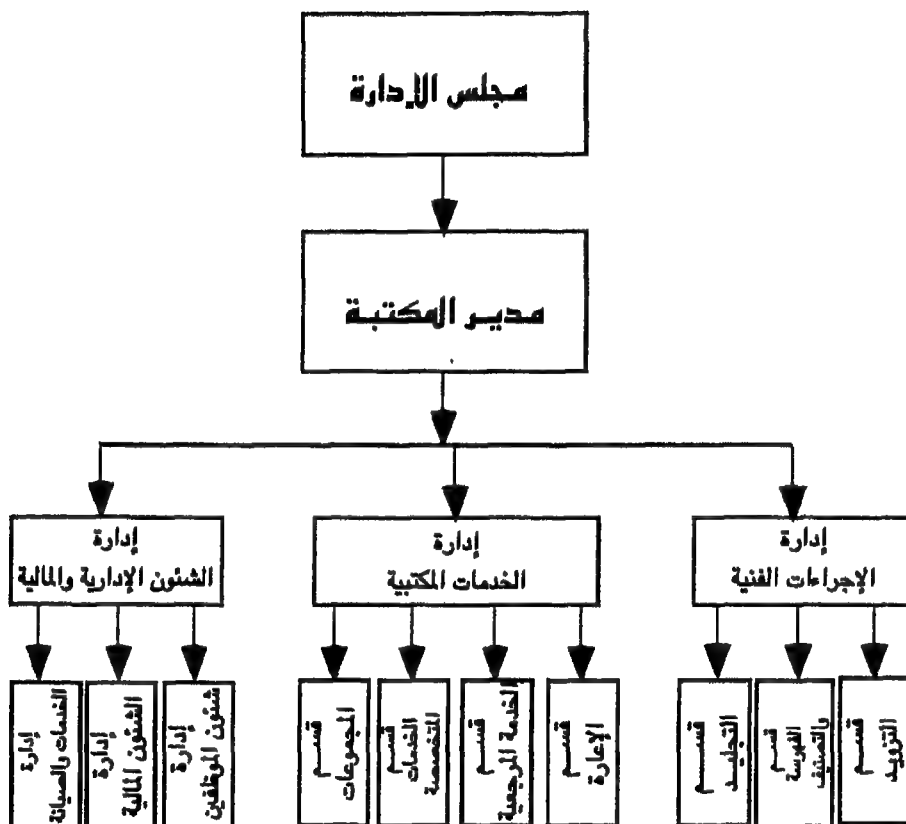 مجلس الإدارة
مدير المكتبة
إدارة
الإجراءات الفنية
إدارة
الخدمات المكتبية
إدارة
الشئون الإدارية والمالية
قسم
التزويد
قسم
الفهرسة
والتصنيف
قسم
التجليد
قسم
الإعارة
قسم
الخدمة المرجعية
قسم
الخدمات
المتخصصة
قسم
المجموعات
إدارة
شئون الموظفين
إدارة
الشئون المالية
إدارة
الخدمات والصيانة